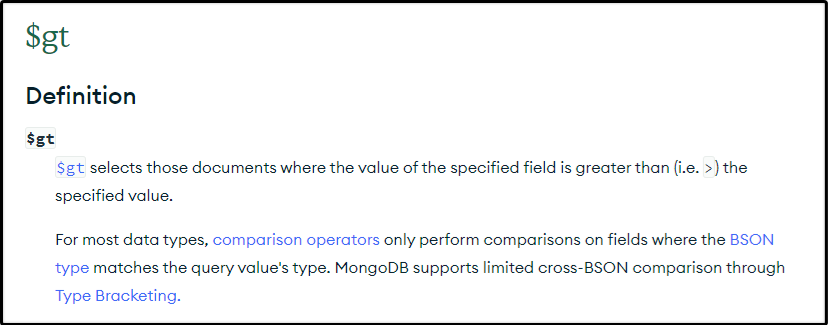 $gt
Definition
$gt
$gt selects those documents where the value of the specified field is greater than (i.e. >) the
specified value.
For most data types, comparison operators only perform comparisons on fields where the BSON
type matches the query value's type. MongoDB supports limited cross-BSON comparison through
Type Bracketing.